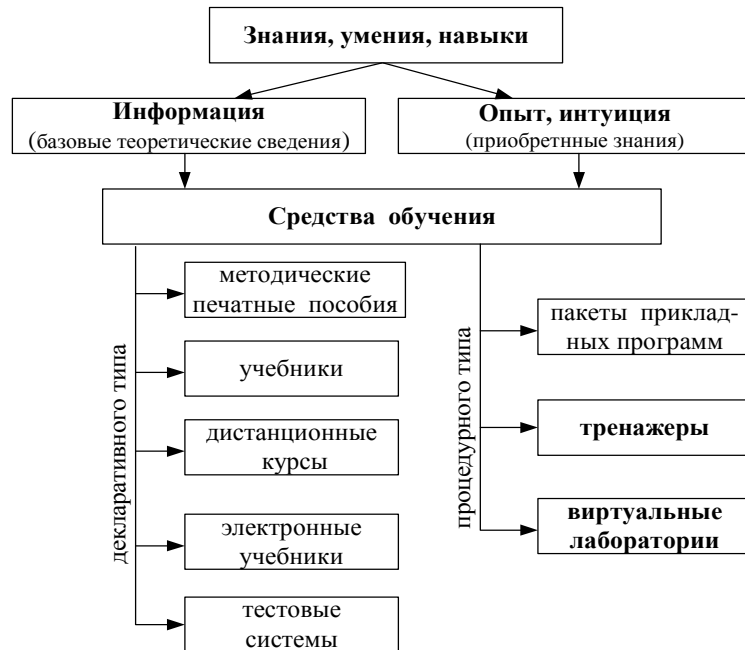 Знания, умения, навыки
Информация
(базовые теоретические сведения)
Опыт, интуиция
(приобретнные знания)
Средства обучения
декларативного типа
методические
печатные пособия
учебники
дистанционные
курсы
электронные
учебники
тестовые
системы
процедурного типа
пакеты приклад-
ных программ
тренажеры
виртуальные
лаборатории